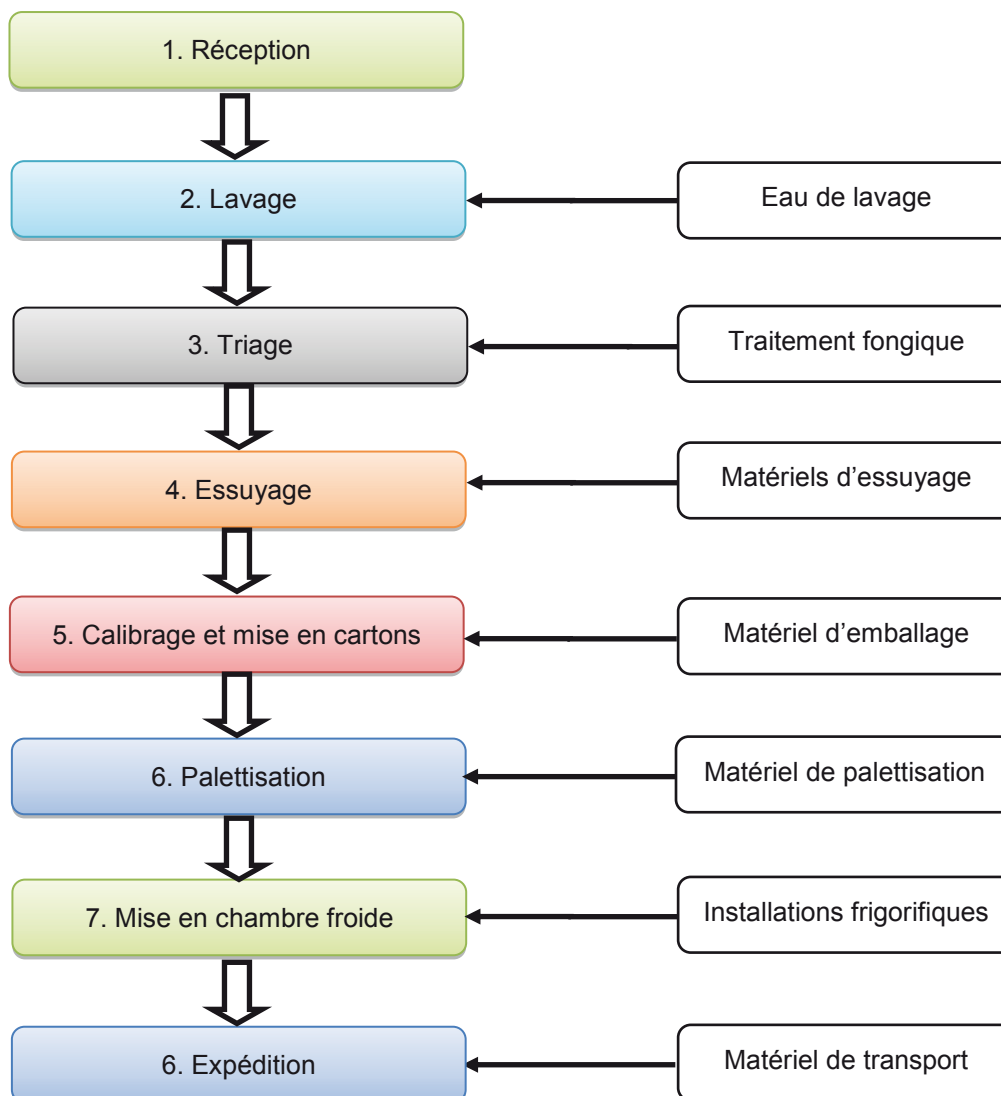 1. Réception
2. Lavage
Eau de lavage
3. Triage
Traitement fongique
4. Essuyage
Matériels d’essuyage
5. Calibrage et mise en cartons
Matériel d’emballage
6. Palettisation
Matériel de palettisation
7. Mise en chambre froide
Installations frigorifiques
6. Expédition
Matériel de transport